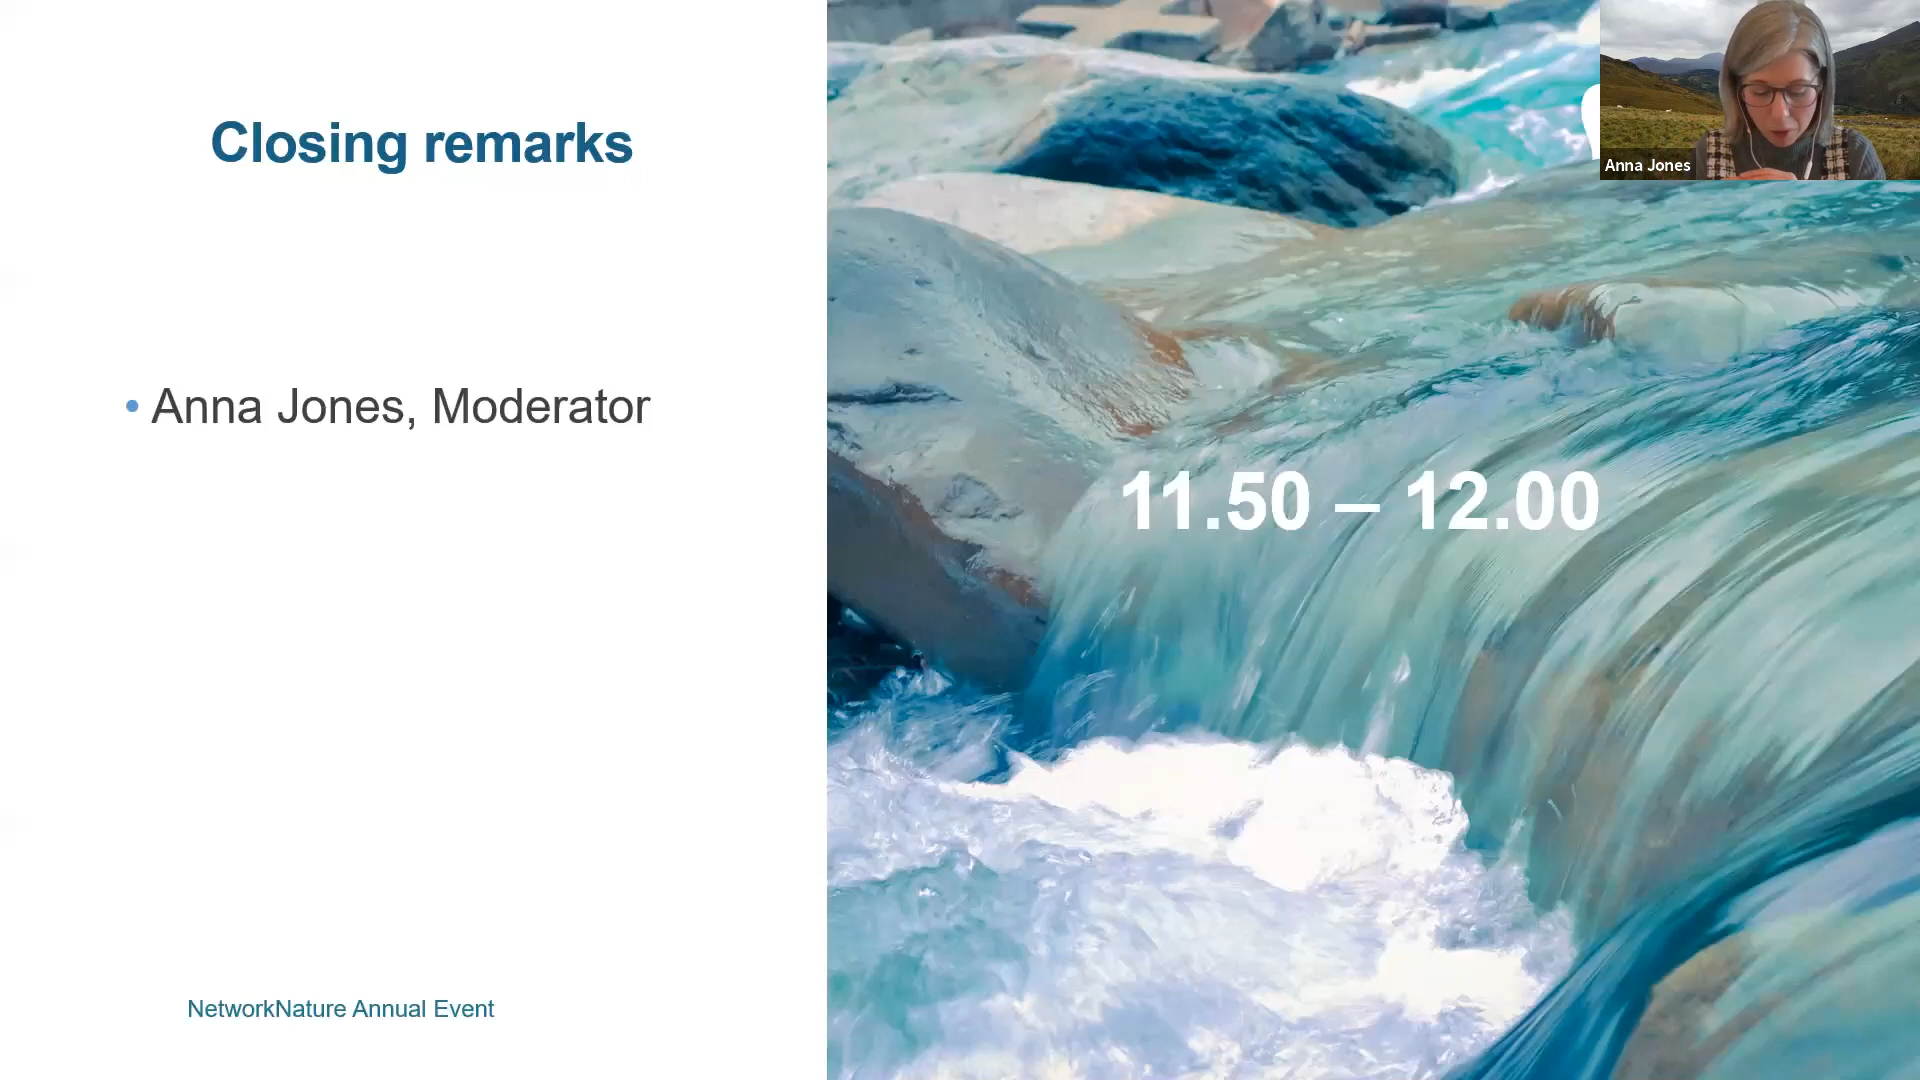 Closing remarks
Anna Jones
• Anna Jones, Moderator
11.50 – 12.00
NetworkNature Annual Event